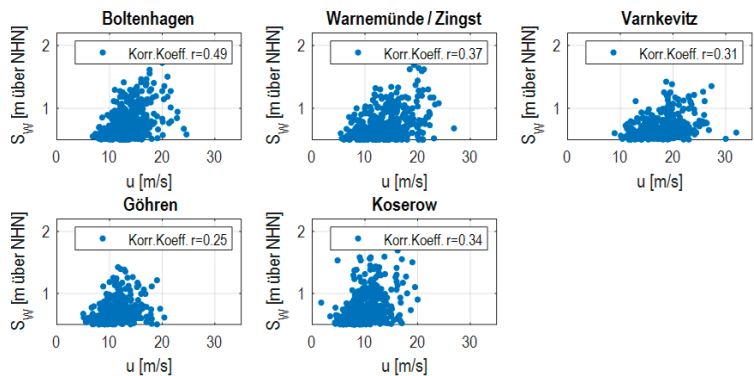 Boltenhagen
Korr.Koeff. r=0.49
2
1
S_W [m über NHN]
0 10 20 30
u [m/s]
Warnemünde / Zingst
Korr.Koeff. r=0.37
2
1
S_W [m über NHN]
0 10 20 30
u [m/s]
Varnkevitz
Korr.Koeff. r=0.31
2
1
S_W [m über NHN]
0 10 20 30
u [m/s]
Göhren
Korr.Koeff. r=0.25
2
1
S_W [m über NHN]
0 10 20 30
u [m/s]
Koserow
Korr.Koeff. r=0.34
2
1
S_W [m über NHN]
0 10 20 30
u [m/s]